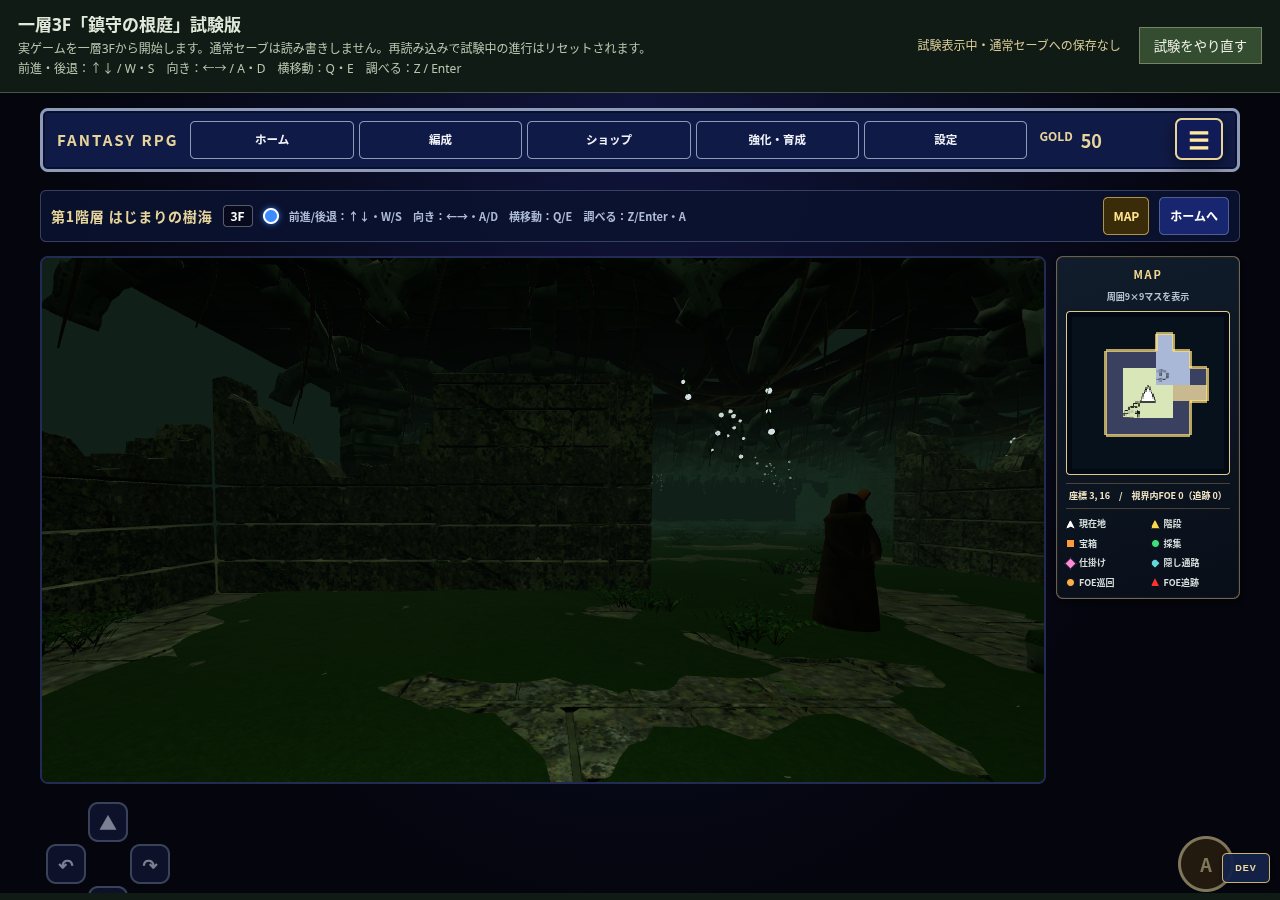 一層3F「鎮守の根庭」試験版
実ゲームを一層3Fから開始します。通常セーブは読み書きしません。再読み込みで試験中の進行はリセットされます。
前進・後退：↑↓ / W・S　向き：←→ / A・D　横移動：Q・E　調べる：Z / Enter
試験表示中・通常セーブへの保存なし
試験をやり直す
FANTASY RPG
ホーム
編成
ショップ
強化・育成
設定
GOLD 50
第1階層 はじまりの樹海
3F
前進/後退：↑↓・W/S　向き：←→・A/D　横移動：Q/E　調べる：Z/Enter・A
MAP
ホームへ
MAP
周囲9×9マスを表示
座標 3, 16　/　視界内FOE 0（追跡 0）
現在地
階段
宝箱
採集
仕掛け
隠し通路
FOE巡回
FOE追跡
A
DEV